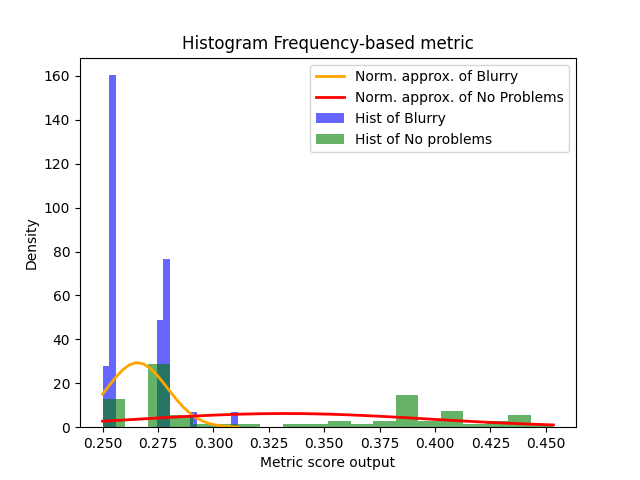 Histogram Frequency-based metric
Norm. approx. of Blurry
Norm. approx. of No Problems
Hist of Blurry
Hist of No problems
160
140
120
100
80
60
40
20
0
Density
0.250 0.275 0.300 0.325 0.350 0.375 0.400 0.425 0.450
Metric score output